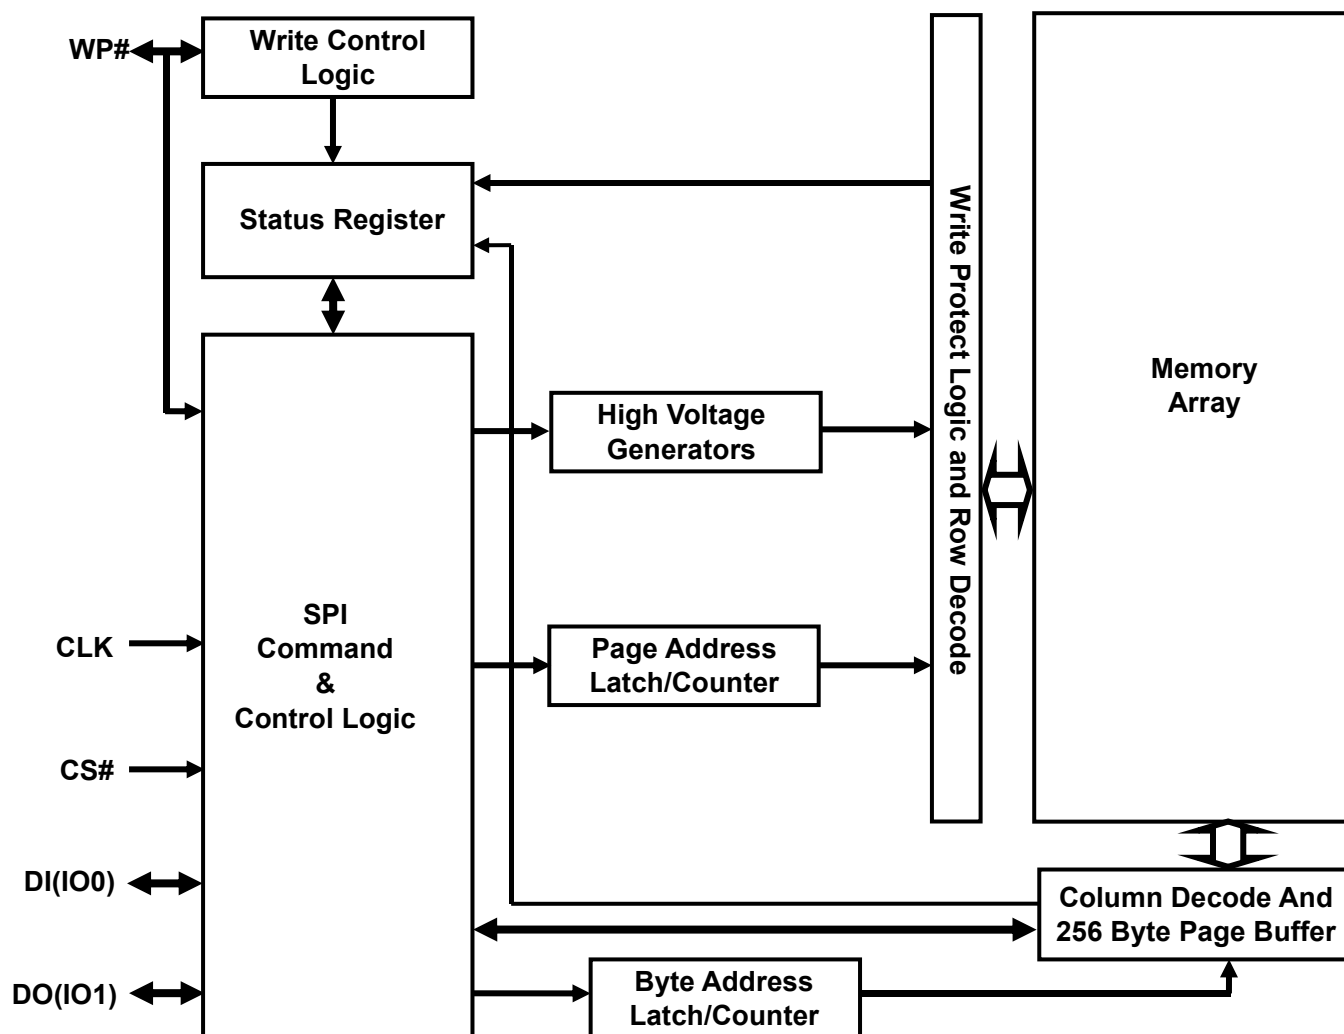 WP#
Write Control
Logic
Status Register
Write Protect Logic and Row Decode
Memory
Array
High Voltage
Generators
SPI
Command
&
Control Logic
CLK
Page Address
Latch/Counter
CS#
DI(IO0)
Column Decode And
256 Byte Page Buffer
DO(IO1)
Byte Address
Latch/Counter